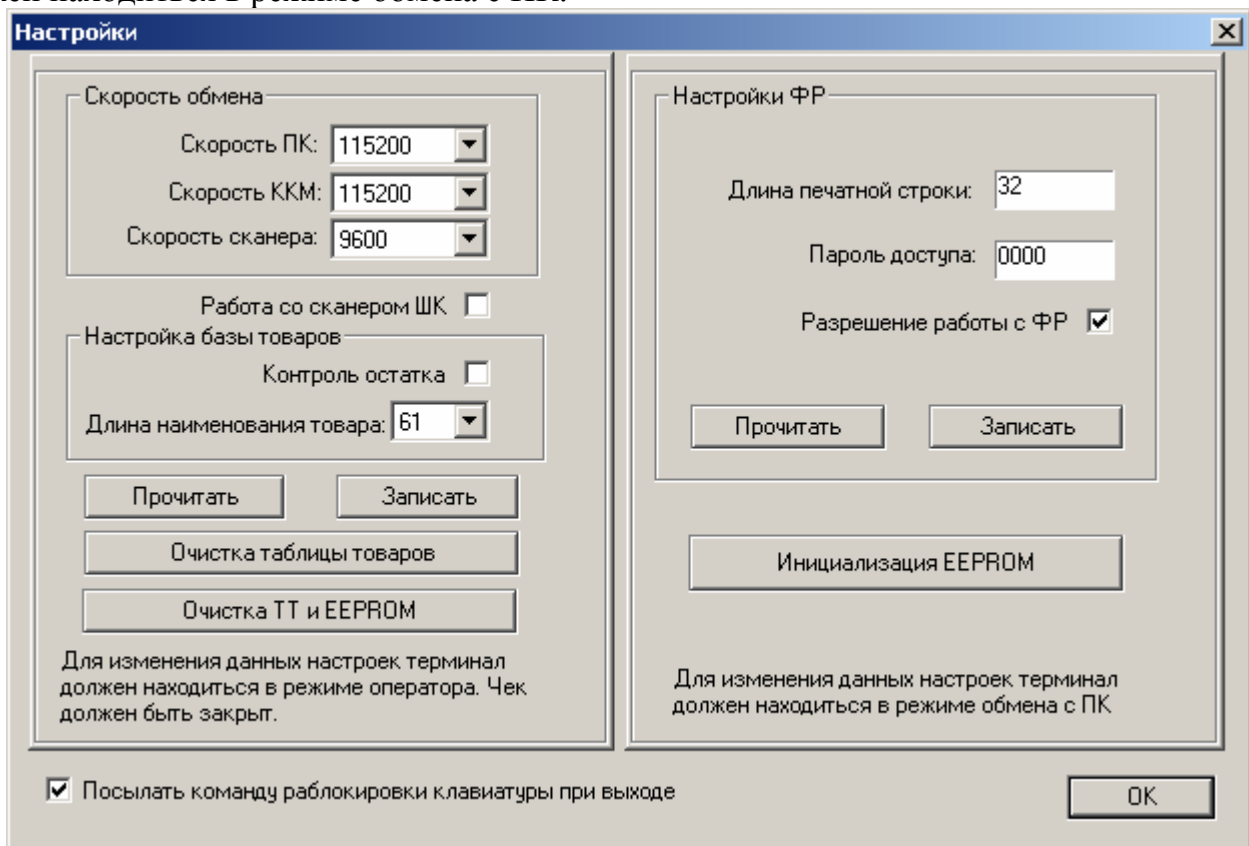 находиться в режиме обмена с ПК.
Настройки
Скорость обмена
Скорость ПК: 115200
Скорость ККМ: 115200
Скорость сканера: 9600
Работа со сканером ШК
Настройка базы товаров
Контроль остатка
Длина наименования товара: 61
Прочитать Записать
Очистка таблицы товаров
Очистка ТТ и EEPROM
Для изменения данных настроек терминал
должен находиться в режиме оператора. Чек
должен быть закрыт.
Настройки ФР
Длина печатной строки: 32
Пароль доступа: 0000
Разрешение работы с ФР
Прочитать Записать
Инициализация EEPROM
Для изменения данных настроек терминал
должен находиться в режиме обмена с ПК
Посылать команду раблокировки клавиатуры при выходе
OK